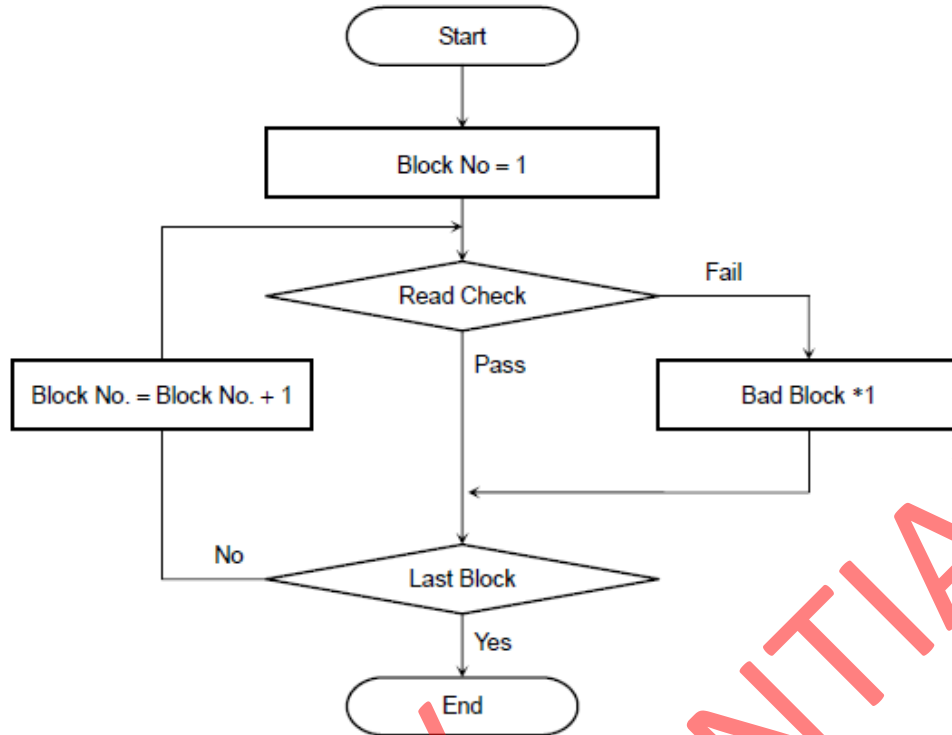 Start
Block No = 1
Read Check
Fail
Pass
Block No. = Block No. + 1
Bad Block *1
No
Last Block
Yes
End
NTIA